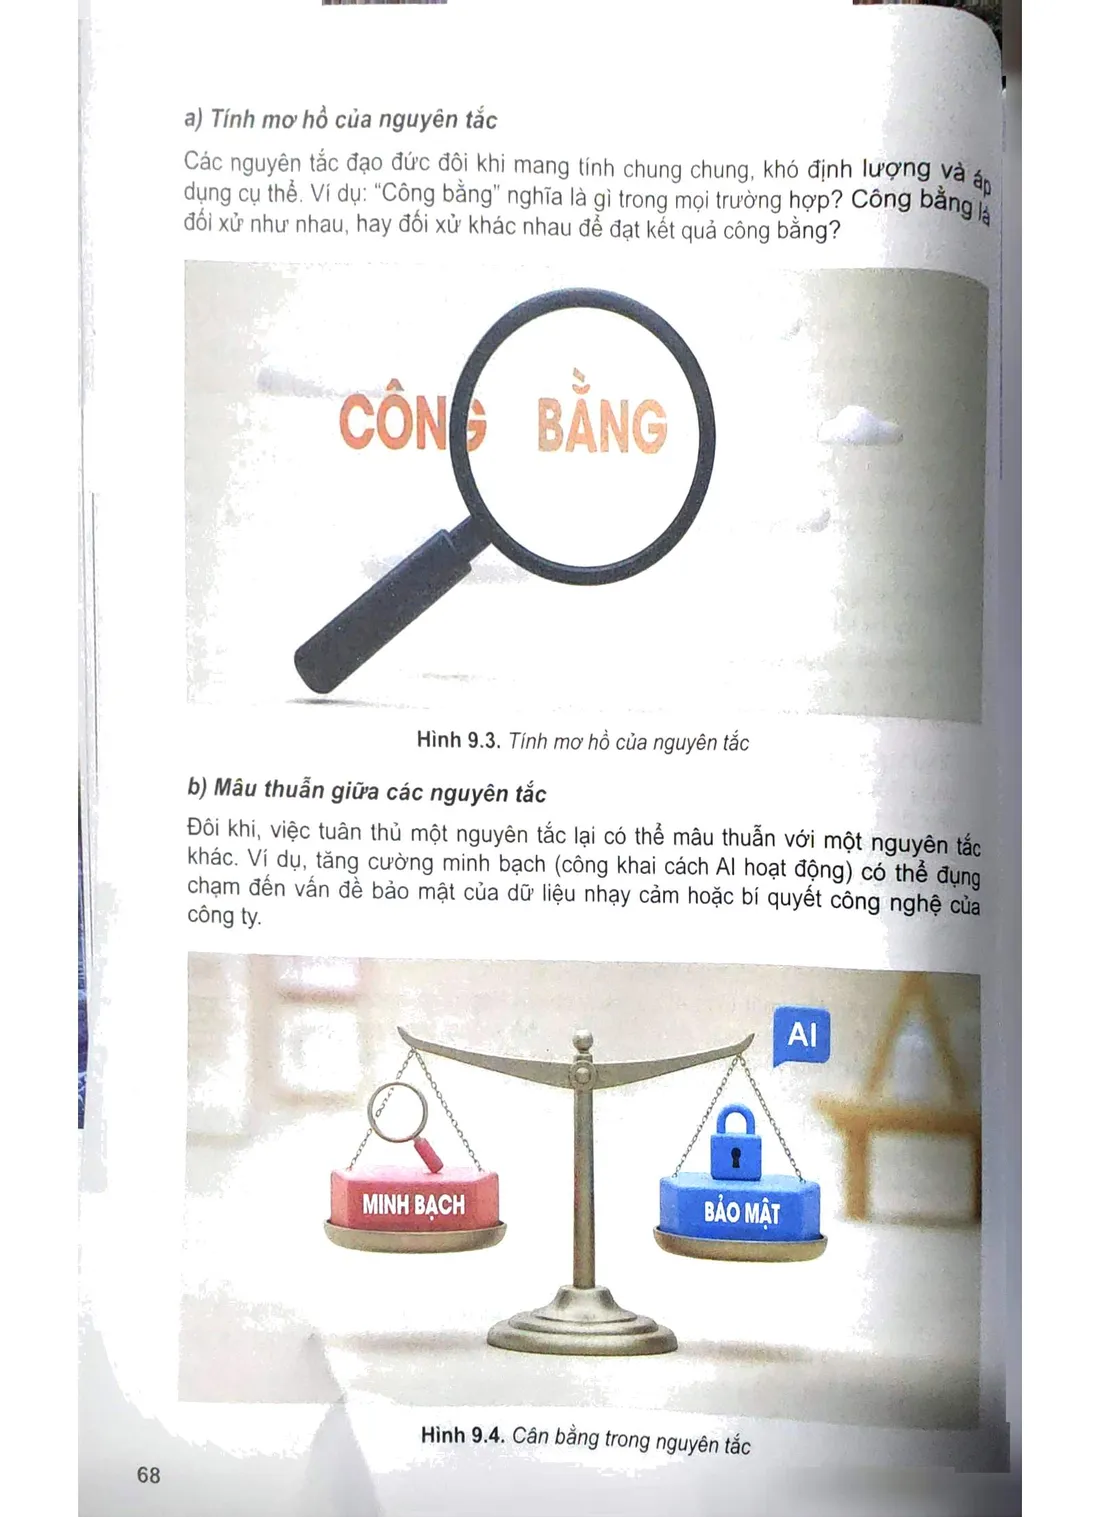 a) Tính mơ hồ của nguyên tắc
Các nguyên tắc đạo đức đôi khi mang tính chung chung, khó định lượng và áp
dụng cụ thể. Ví dụ: “Công bằng” nghĩa là gì trong mọi trường hợp? Công bằng là
đối xử như nhau, hay đối xử khác nhau để đạt kết quả công bằng?
CÔNG BẰNG
Hình 9.3. Tính mơ hồ của nguyên tắc
b) Mâu thuẫn giữa các nguyên tắc
Đôi khi, việc tuân thủ một nguyên tắc lại có thể mâu thuẫn với một nguyên tắc
khác. Ví dụ, tăng cường minh bạch (công khai cách AI hoạt động) có thể đụng
chạm đến vấn đề bảo mật của dữ liệu nhạy cảm hoặc bí quyết công nghệ của
công ty.
AI
MINH BẠCH
BẢO MẬT
Hình 9.4. Cân bằng trong nguyên tắc
68